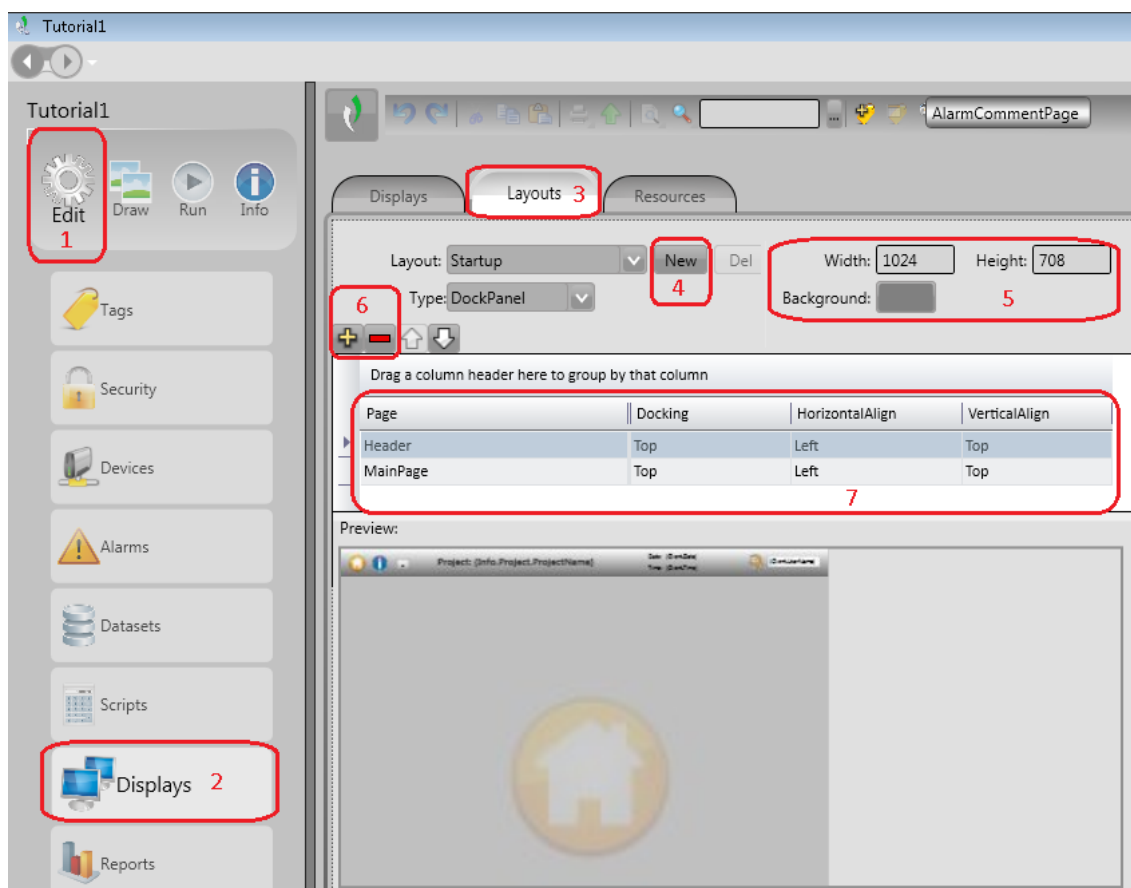 Tutorial1
Tutorial1
AlarmCommentPage
Edit
Draw
Run
Info
1
Displays
Layouts 3
Resources
Layout: Startup
New
Del
4
Width: 1024
Height: 708
Type: DockPanel
Background:
5
6
Drag a column header here to group by that column
Page
Docking
HorizontalAlign
VerticalAlign
Header
Top
Left
Top
MainPage
Top
Left
Top
7
Preview:
Project: {Info.Project.ProjectName}
Tags
Security
Devices
Alarms
Datasets
Scripts
Displays 2
Reports